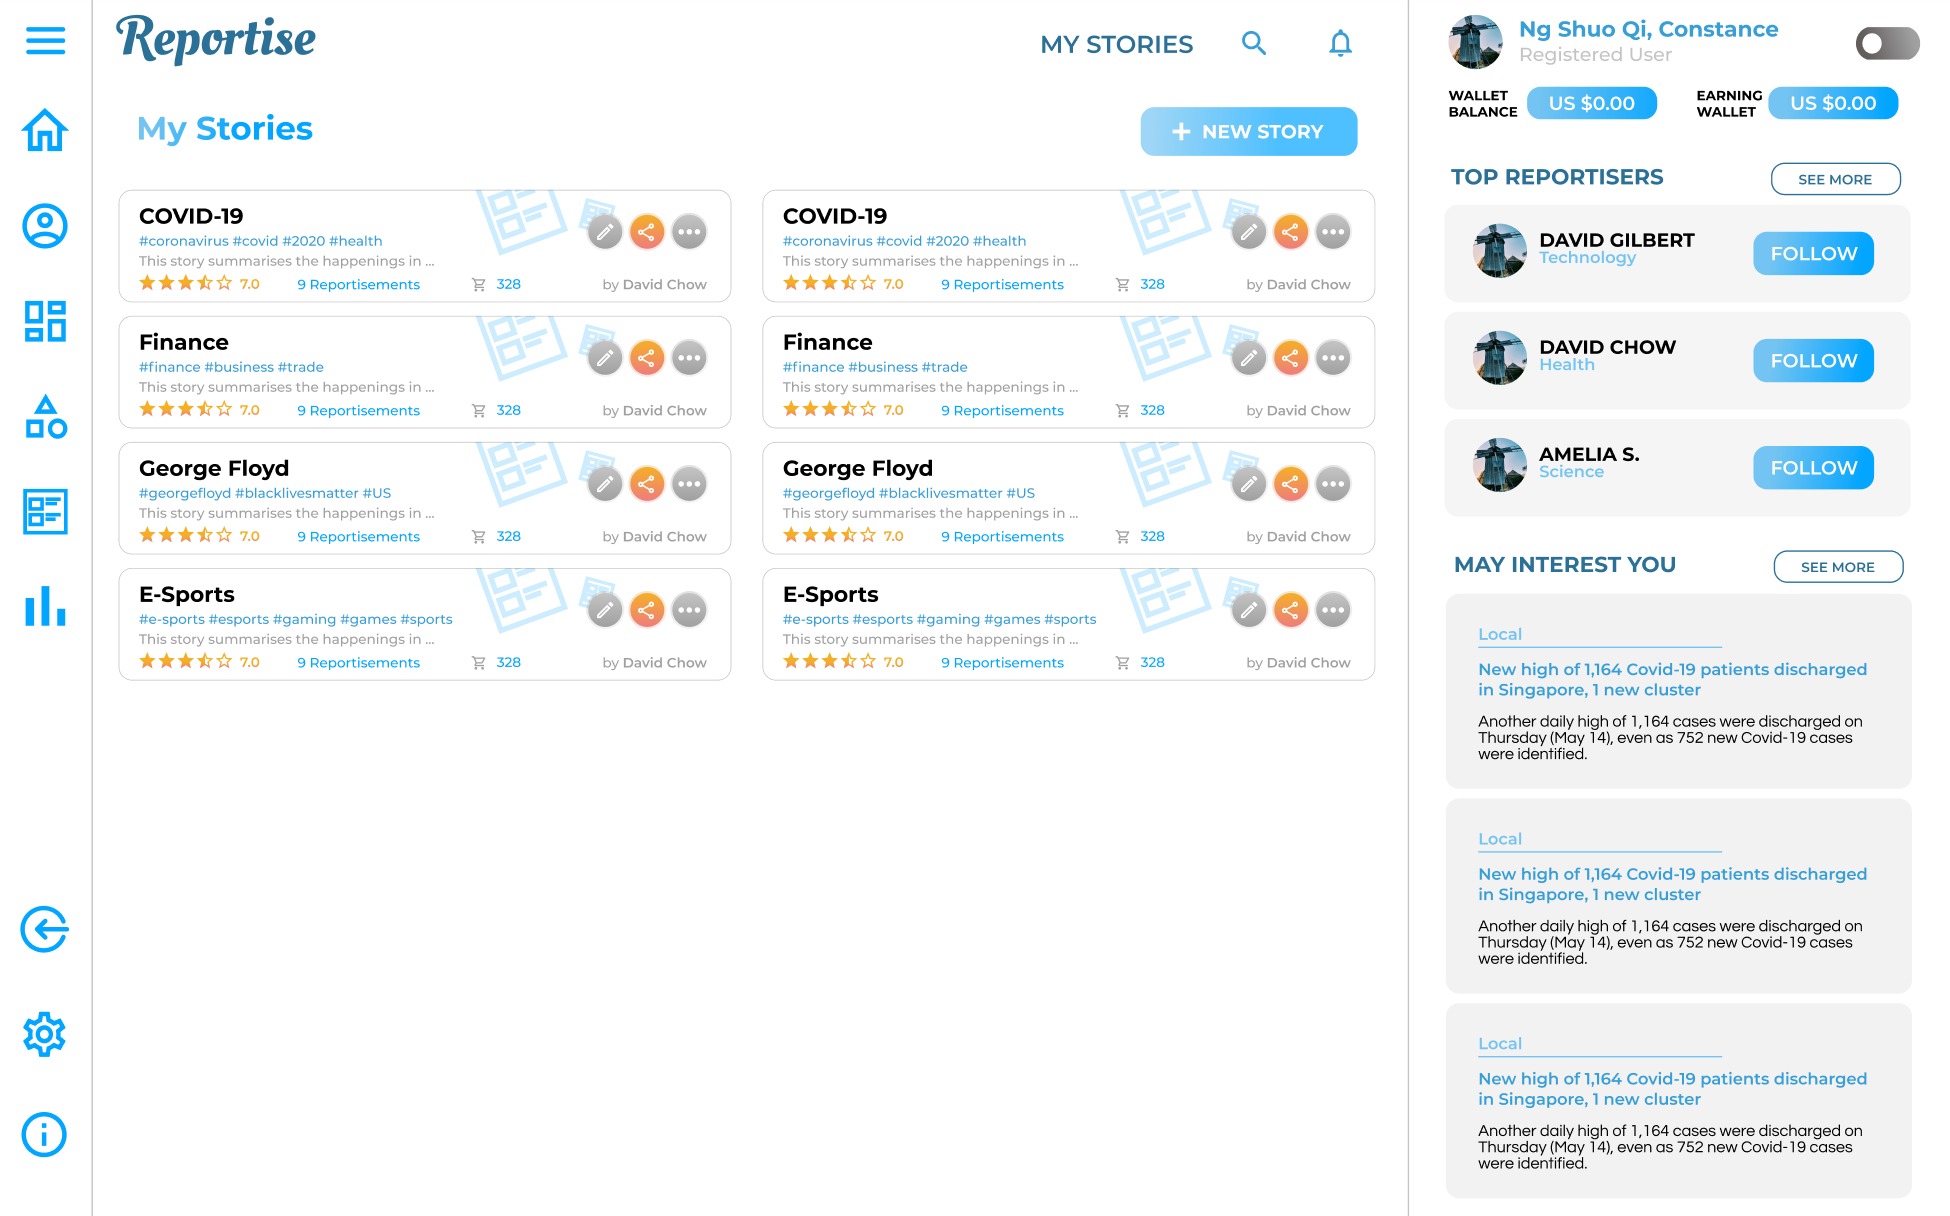 Reportise
MY STORIES
My Stories
+ NEW STORY
COVID-19
#coronavirus #covid #2020 #health
This story summarises the happenings in ...
7.0 9 Reportisements 328 by David Chow
COVID-19
#coronavirus #covid #2020 #health
This story summarises the happenings in ...
7.0 9 Reportisements 328 by David Chow
Finance
#finance #business #trade
This story summarises the happenings in ...
7.0 9 Reportisements 328 by David Chow
Finance
#finance #business #trade
This story summarises the happenings in ...
7.0 9 Reportisements 328 by David Chow
George Floyd
#georgefloyd #blacklivesmatter #US
This story summarises the happenings in ...
7.0 9 Reportisements 328 by David Chow
George Floyd
#georgefloyd #blacklivesmatter #US
This story summarises the happenings in ...
7.0 9 Reportisements 328 by David Chow
E-Sports
#e-sports #esports #gaming #games #sports
This story summarises the happenings in ...
7.0 9 Reportisements 328 by David Chow
E-Sports
#e-sports #esports #gaming #games #sports
This story summarises the happenings in ...
7.0 9 Reportisements 328 by David Chow
Ng Shuo Qi, Constance
Registered User
WALLET
BALANCE
US $0.00
EARNING
WALLET
US $0.00
TOP REPORTISERS
SEE MORE
DAVID GILBERT
Technology
FOLLOW
DAVID CHOW
Health
FOLLOW
AMELIA S.
Science
FOLLOW
MAY INTEREST YOU
SEE MORE
Local
New high of 1,164 Covid-19 patients discharged
in Singapore, 1 new cluster
Another daily high of 1,164 cases were discharged on
Thursday (May 14), even as 752 new Covid-19 cases
were identified.
Local
New high of 1,164 Covid-19 patients discharged
in Singapore, 1 new cluster
Another daily high of 1,164 cases were discharged on
Thursday (May 14), even as 752 new Covid-19 cases
were identified.
Local
New high of 1,164 Covid-19 patients discharged
in Singapore, 1 new cluster
Another daily high of 1,164 cases were discharged on
Thursday (May 14), even as 752 new Covid-19 cases
were identified.